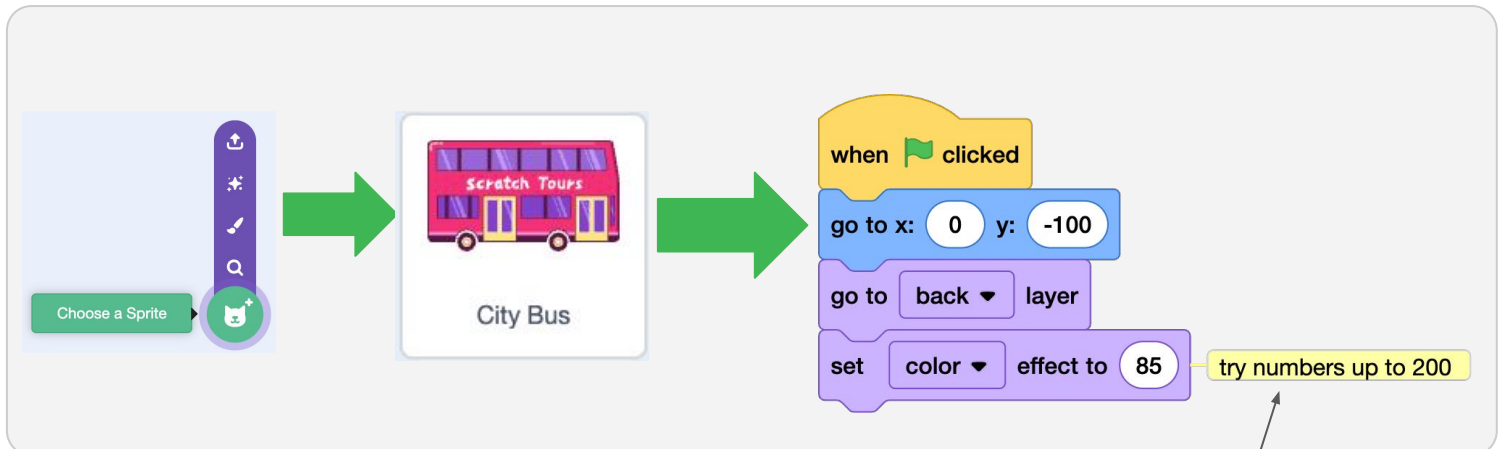 Choose a Sprite
Scratch Tours
City Bus
when clicked
go to x: 0 y: -100
go to back layer
set color effect to 85
try numbers up to 200